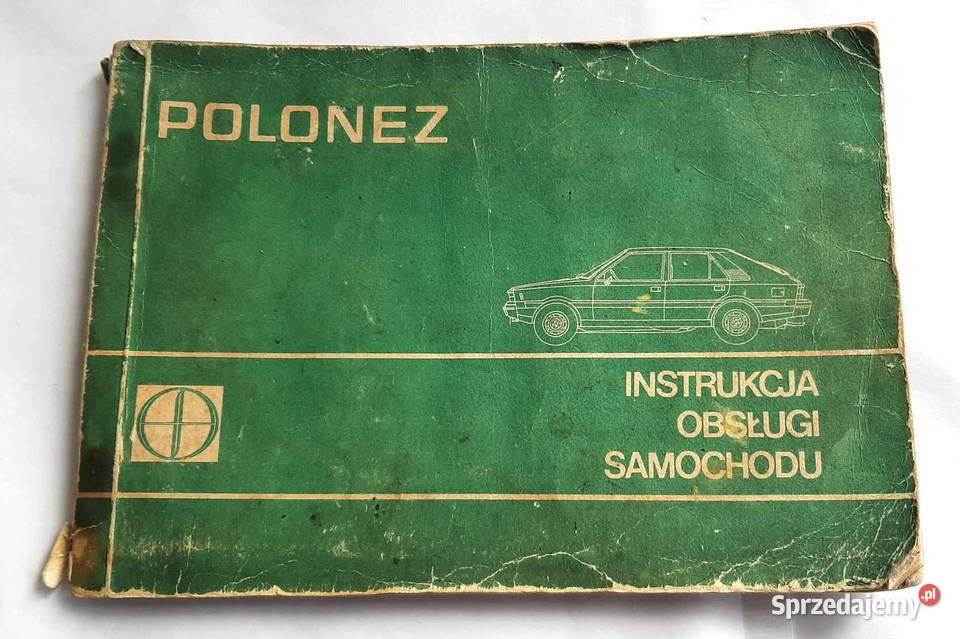 POLONEZ
INSTRUKCJA
OBSŁUGI
SAMOCHODU
Sprzedajemy.pl